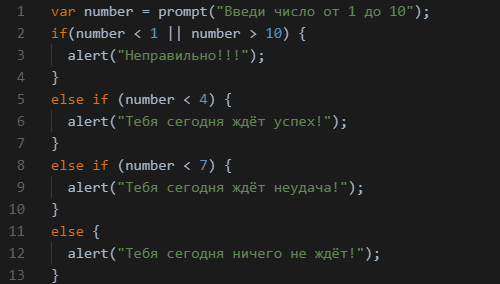 1 var number = prompt("Введи число от 1 до 10");
2 if(number < 1 || number > 10) {
3 alert("Неправильно!!!");
4 }
5 else if (number < 4) {
6 alert("Тебя сегодня ждёт успех!");
7 }
8 else if (number < 7) {
9 alert("Тебя сегодня ждёт неудача!");
10 }
11 else {
12 alert("Тебя сегодня ничего не ждёт!");
13 }